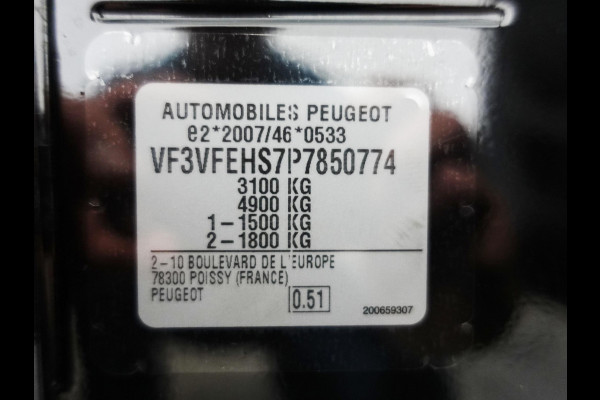 AUTOMOBILES PEUGEOT
e2*2007/46*0533
VF3VFEHS7P7850774
3100 KG
4900 KG
1-1500 KG
2-1800 KG
2-10 BOULEVARD DE L'EUROPE
78300 POISSY (FRANCE)
PEUGEOT 0.51
200659307